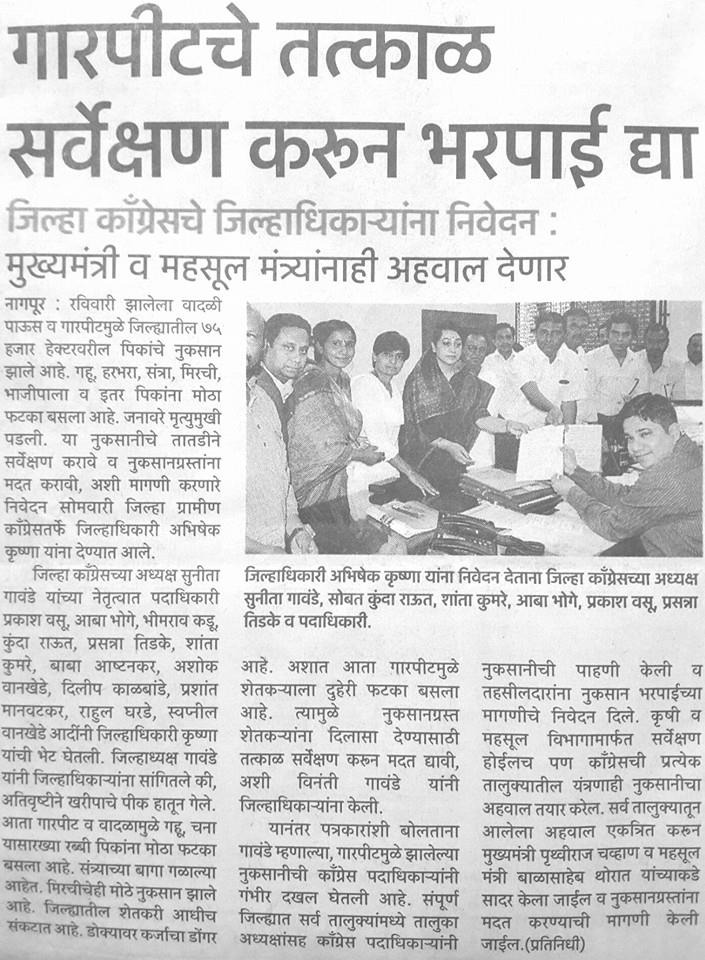 गारपीटचे तत्काळ
सर्वेक्षण करून भरपाई द्या
जिल्हा काँग्रेसचे जिल्हाधिकाऱ्यांना निवेदन :
मुख्यमंत्री व महसूल मंत्र्यांनाही अहवाल देणार
नागपूर : रविवारी झालेला वादळी
पाऊस व गारपीटमुळे जिल्ह्यातील ७५
हजार हेक्टरवरील पिकांचे नुकसान
झाले आहे. गहू, हरभरा, संत्रा, मिरची,
भाजीपाला व इतर पिकांना मोठा
फटका बसला आहे. जनावरे मृत्युमुखी
पडली. या नुकसानीचे तातडीने
सर्वेक्षण करावे व नुकसानग्रस्तांना
मदत करावी, अशी मागणी करणारे
निवेदन सोमवारी जिल्हा ग्रामीण
काँग्रेसतर्फे जिल्हाधिकारी अभिषेक
कृष्णा यांना देण्यात आले.
जिल्हा काँग्रेसच्या अध्यक्ष सुनीता
गावंडे यांच्या नेतृत्वात पदाधिकारी
प्रकाश वसू, आबा भोगे, भीमराव कडू,
कुंदा राऊत, प्रसन्ना तिडके, शांता
कुमरे, बाबा आष्टनकर, अशोक
वानखेडे, दिलीप काळबांडे, प्रशांत
मानवटकर, राहुल घरडे, स्वप्नील
वानखेडे आदींनी जिल्हाधिकारी कृष्णा
यांची भेट घेतली. जिल्हाध्यक्ष गावंडे
यांनी जिल्हाधिकाऱ्यांना सांगितले की,
अतिवृष्टीने खरीपाचे पीक हातून गेले.
आता गारपीट व वादळामुळे गहू, चना
यासारख्या रब्बी पिकांना मोठा फटका
बसला आहे. संत्र्याच्या बागा गळाल्या
आहेत. मिरचीचेही मोठे नुकसान झाले
आहे. जिल्ह्यातील शेतकरी आधीच
संकटात आहे. डोक्यावर कर्जाचा डोंगर
जिल्हाधिकारी अभिषेक कृष्णा यांना निवेदन देताना जिल्हा काँग्रेसच्या अध्यक्ष
सुनीता गावंडे, सोबत कुंदा राऊत, शांता कुमरे, आबा भोगे, प्रकाश वसू, प्रसन्ना
तिडके व पदाधिकारी.
आहे. अशात आता गारपीटमुळे
शेतकऱ्याला दुहेरी फटका बसला
आहे. त्यामुळे नुकसानग्रस्त
शेतकऱ्यांना दिलासा देण्यासाठी
तत्काळ सर्वेक्षण करून मदत द्यावी,
अशी विनंती गावंडे यांनी
जिल्हाधिकाऱ्यांना केली.
यानंतर पत्रकारांशी बोलताना
गावंडे म्हणाल्या, गारपीटमुळे झालेल्या
नुकसानीची काँग्रेस पदाधिकाऱ्यांनी
गंभीर दखल घेतली आहे. संपूर्ण
जिल्ह्यात सर्व तालुक्यांमध्ये तालुका
अध्यक्षांसह काँग्रेस पदाधिकाऱ्यांनी
नुकसानीची पाहणी केली व
तहसीलदारांना नुकसान भरपाईच्या
मागणीचे निवेदन दिले. कृषी व
महसूल विभागामार्फत सर्वेक्षण
होईलच पण काँग्रेसची प्रत्येक
तालुक्यातील यंत्रणाही नुकसानीचा
अहवाल तयार करेल. सर्व तालुक्यातून
आलेला अहवाल एकत्रित करून
मुख्यमंत्री पृथ्वीराज चव्हाण व महसूल
मंत्री बाळासाहेब थोरात यांच्याकडे
सादर केला जाईल व नुकसानग्रस्तांना
मदत करण्याची मागणी केली
जाईल.(प्रतिनिधी)